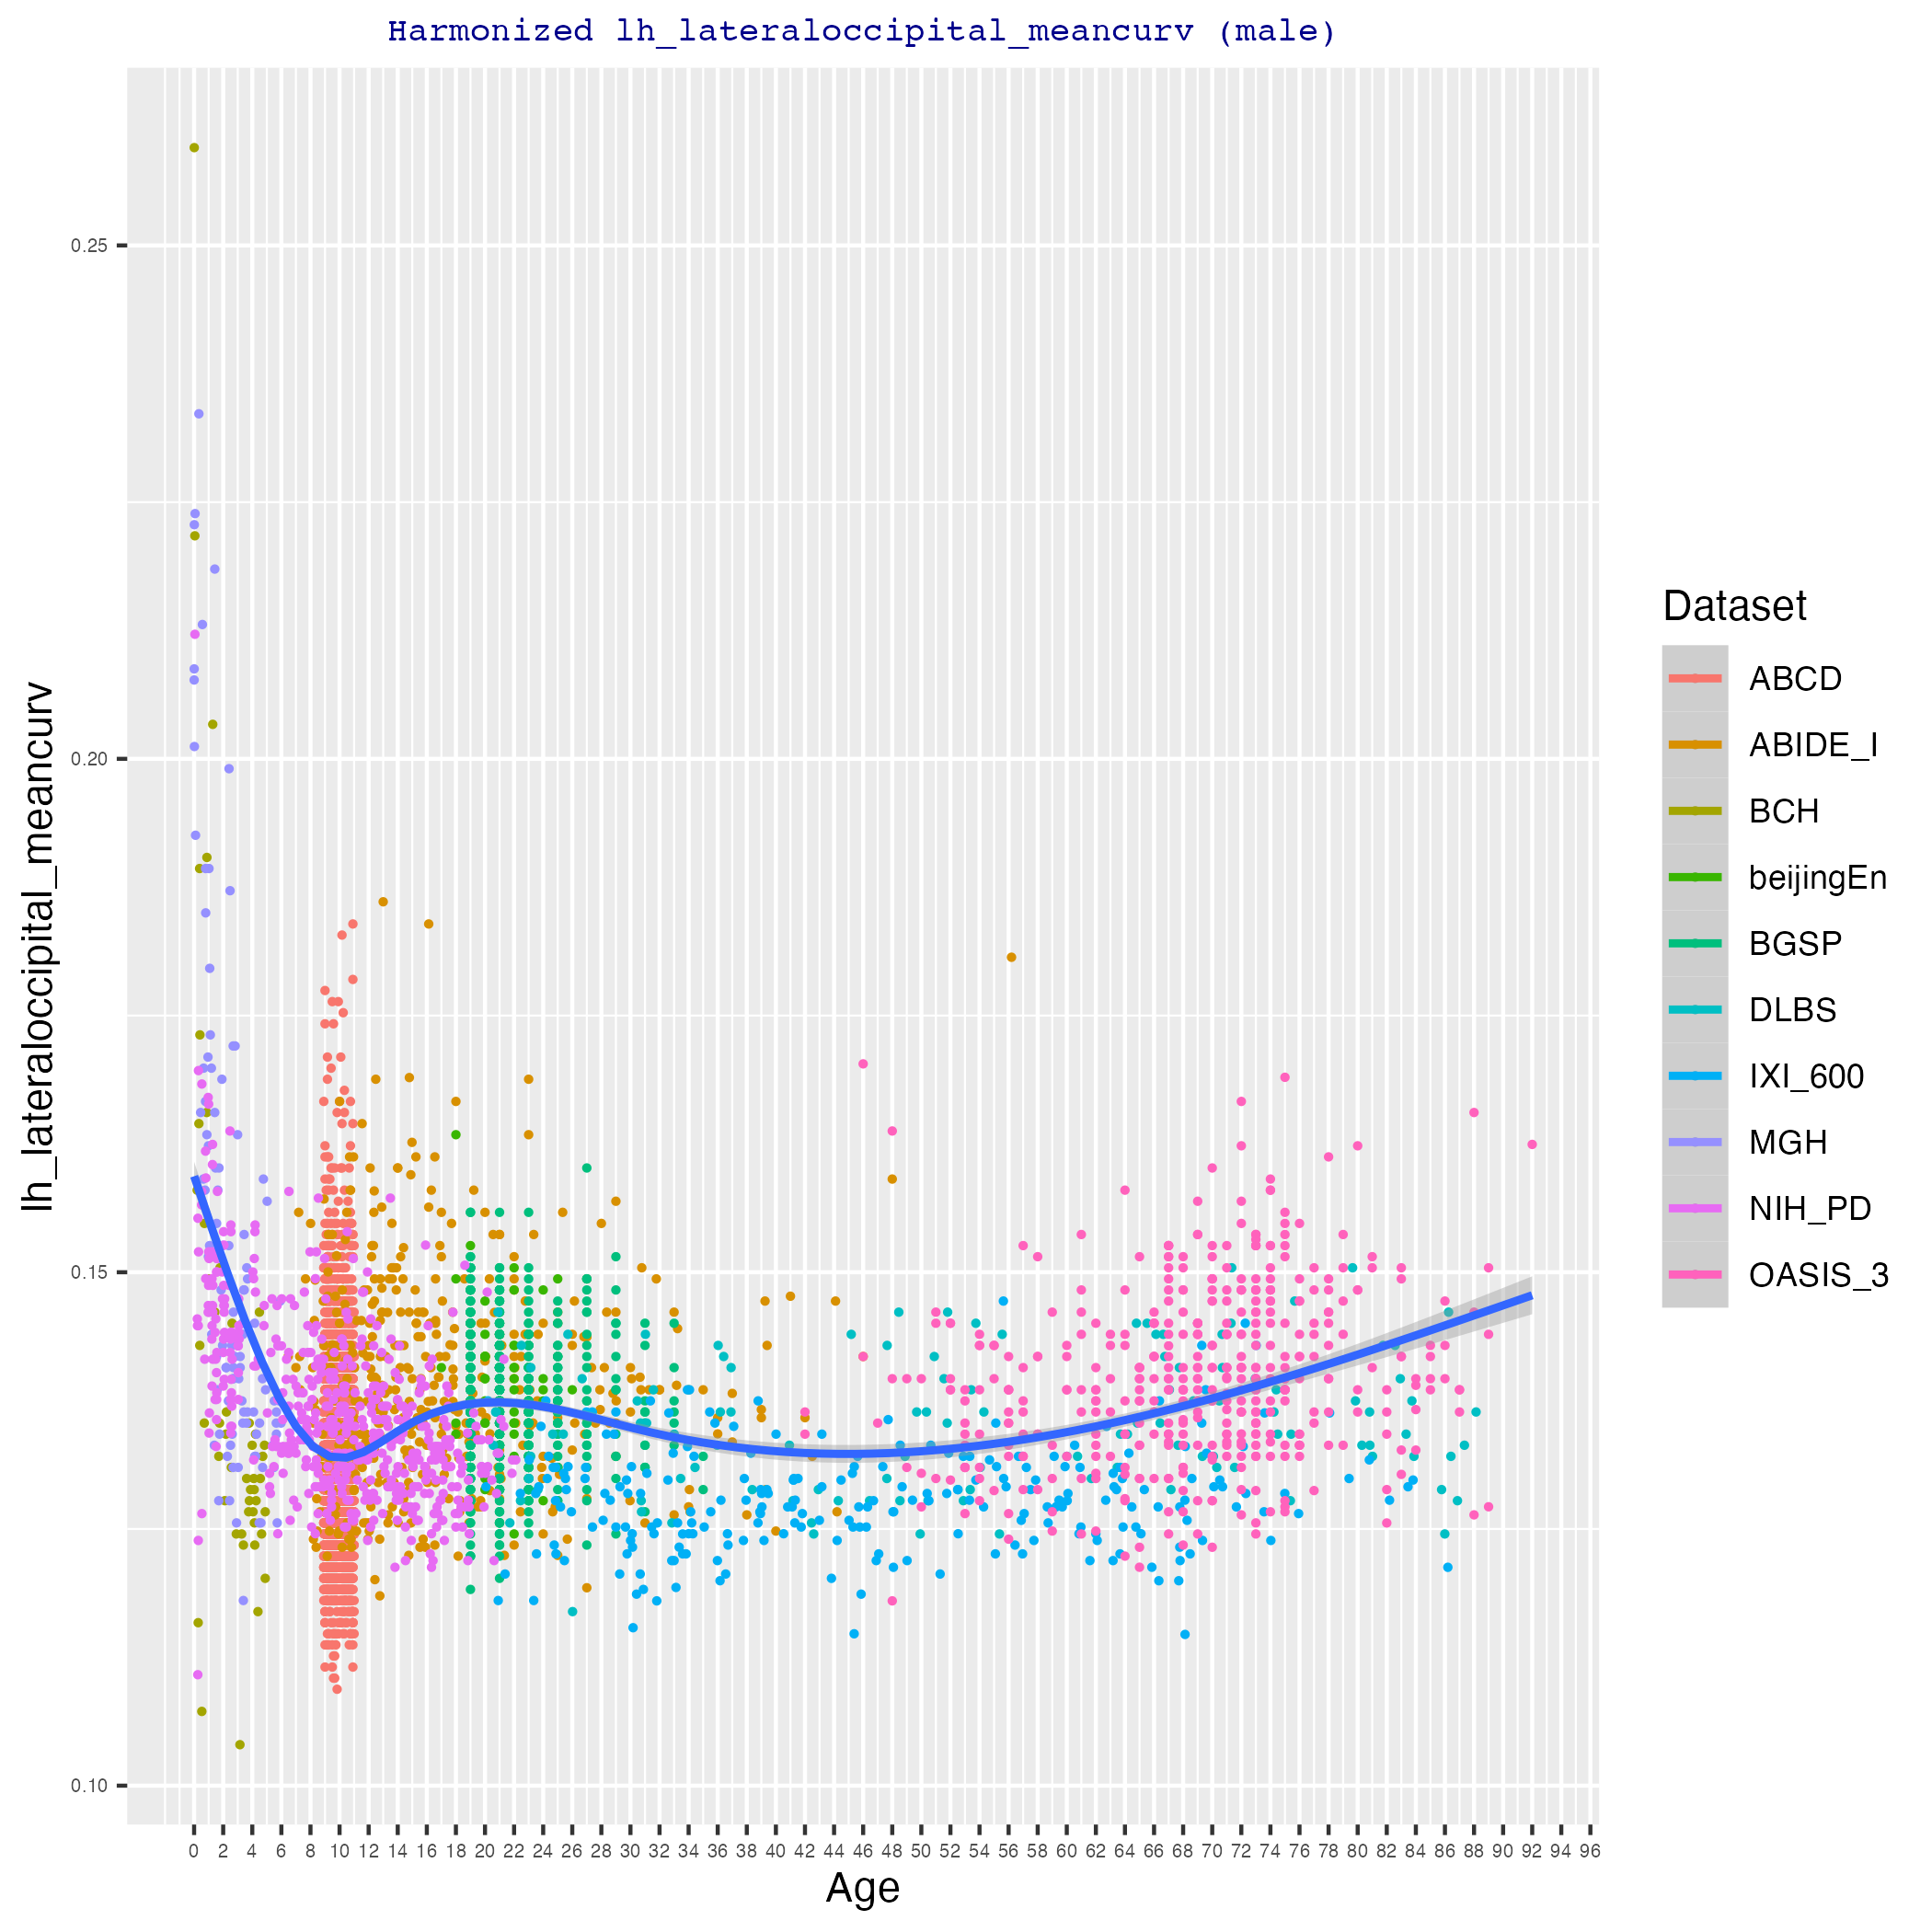 Harmonized lh_lateraloccipital_meancurv (male)
lh_lateraloccipital_meancurv
0.25
0.20
0.15
0.10
0 2 4 6 8 10 12 14 16 18 20 22 24 26 28 30 32 34 36 38 40 42 44 46 48 50 52 54 56 58 60 62 64 66 68 70 72 74 76 78 80 82 84 86 88 90 92 94 96
Age
Dataset
ABCD
ABIDE_I
BCH
beijingEn
BGSP
DLBS
IXI_600
MGH
NIH_PD
OASIS_3